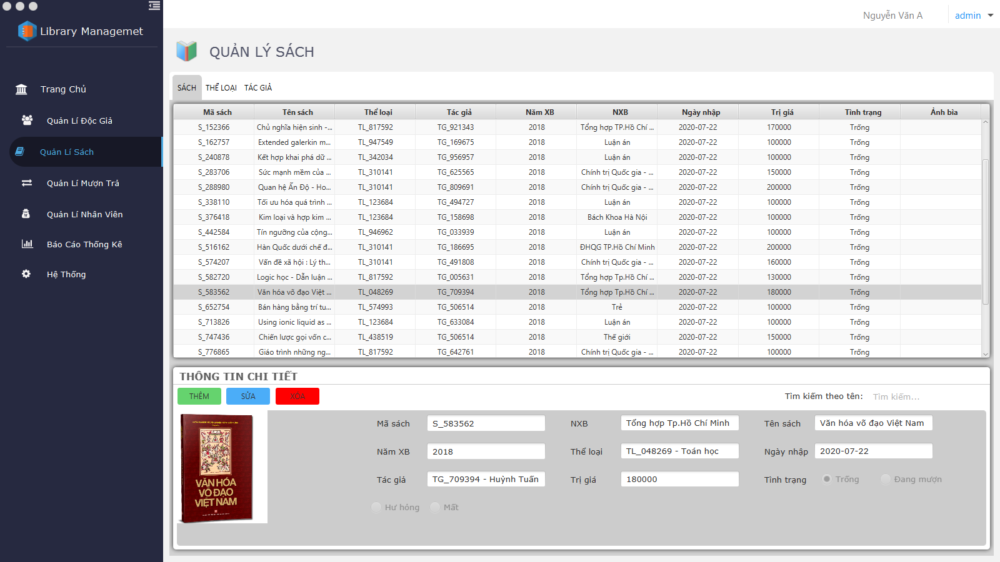 Library Managemet
Nguyễn Văn A
admin
QUẢN LÝ SÁCH
Trang Chủ
Quản Lí Độc Giả
Quản Lí Sách
Quản Lí Mượn Trả
Quản Lí Nhân Viên
Báo Cáo Thống Kê
Hệ Thống
SÁCH THỂ LOẠI TÁC GIẢ
Mã sách Tên sách Thể loại Tác giả Năm XB NXB Ngày nhập Trị giá Tình trạng Ảnh bìa
S_152366 Chủ nghĩa hiện sinh -... TL_817592 TG_921343 2018 Tổng hợp TP.Hồ Chí ... 2020-07-22 170000 Trống
S_162757 Extended galerkin m... TL_947549 TG_169675 2018 Luận án 2020-07-22 100000 Trống
S_240878 Kết hợp khai phá dữ ... TL_342034 TG_956957 2018 Luận án 2020-07-22 100000 Trống
S_283706 Sức mạnh mềm của ... TL_310141 TG_625565 2018 Chính trị Quốc gia - ... 2020-07-22 150000 Trống
S_288980 Quan hệ Ấn Độ - Ho... TL_310141 TG_809691 2018 Chính trị Quốc gia - ... 2020-07-22 200000 Trống
S_338110 Tối ưu hóa quá trình ... TL_123684 TG_494727 2018 Luận án 2020-07-22 100000 Trống
S_376418 Kim loại và hợp kim ... TL_123684 TG_158698 2018 Bách Khoa Hà Nội 2020-07-22 100000 Trống
S_442584 Tín ngưỡng của cộng... TL_946962 TG_033939 2018 Luận án 2020-07-22 100000 Trống
S_516162 Hàn Quốc dưới chế đ... TL_310141 TG_186695 2018 ĐHQG TP.Hồ Chí Minh 2020-07-22 200000 Trống
S_574207 Vấn đề xã hội : Lý th... TL_310141 TG_491808 2018 Chính trị Quốc gia - ... 2020-07-22 160000 Trống
S_582720 Logic học - Dẫn luận ... TL_817592 TG_005631 2018 Tổng hợp Tp.Hồ Chí ... 2020-07-22 130000 Trống
S_583562 Văn hóa võ đạo Việt ... TL_048269 TG_709394 2018 Tổng hợp Tp.Hồ Chí ... 2020-07-22 180000 Trống
S_652754 Bán hàng bằng trí tu... TL_574993 TG_506514 2018 Trẻ 2020-07-22 100000 Trống
S_713826 Using ionic liquid as ... TL_123684 TG_633084 2018 Luận án 2020-07-22 100000 Trống
S_747436 Chiến lược gọi vốn c... TL_438519 TG_506514 2018 Thế giới 2020-07-22 150000 Trống
S_776865 Giáo trình những ng... TL_817592 TG_642761 2018 Chính trị Quốc gia - ... 2020-07-22 100000 Trống
THÔNG TIN CHI TIẾT
THÊM SỬA XÓA Tìm kiếm theo tên: Tìm kiếm...
Mã sách S_583562 NXB Tổng hợp Tp.Hồ Chí Minh Tên sách Văn hóa võ đạo Việt Nam
Năm XB 2018 Thể loại TL_048269 - Toán học Ngày nhập 2020-07-22
Tác giả TG_709394 - Huỳnh Tuấn Trị giá 180000 Tình trạng Trống Đang mượn
Hư hỏng Mất
VĂN HÓA
VÕ ĐẠO
VIỆT NAM